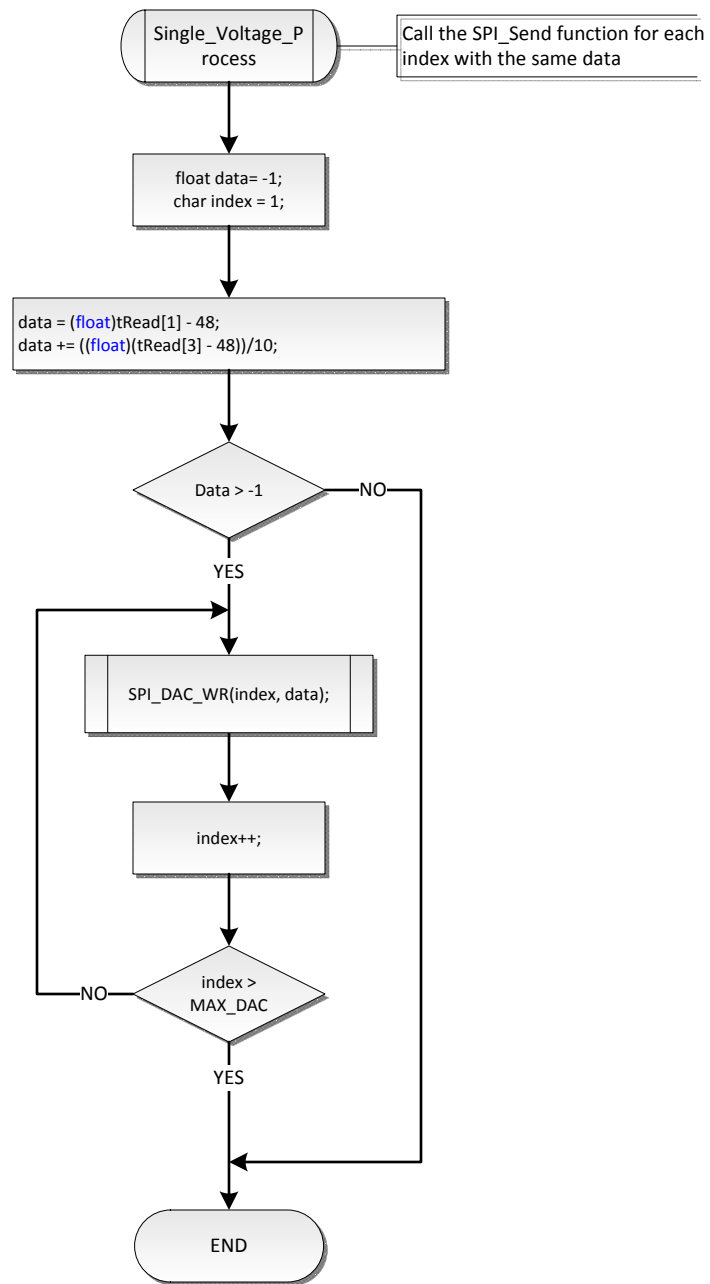 Single_Voltage_P
rocess
Call the SPI_Send function for each
index with the same data
float data= -1;
char index = 1;
data = (float)tRead[1] - 48;
data += ((float)(tRead[3] - 48))/10;
Data > -1
NO
YES
SPI_DAC_WR(index, data);
index++;
index >
MAX_DAC
NO
YES
END